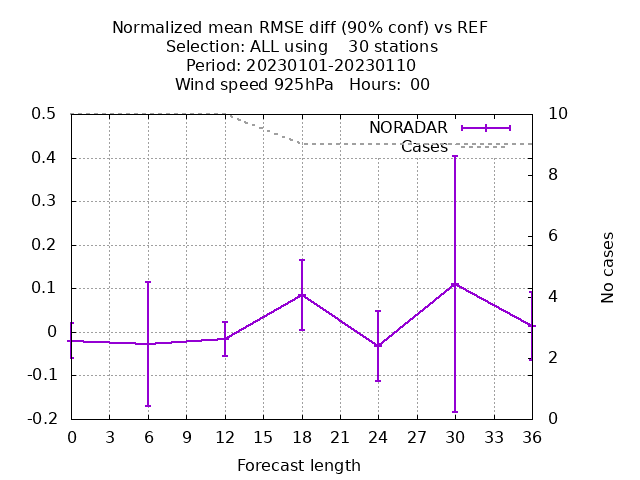 Normalized mean RMSE diff (90% conf) vs REF
Selection: ALL using    30 stations
Period: 20230101-20230110
Wind speed 925hPa   Hours: 00
NORADAR
Cases
0.5
0.4
0.3
0.2
0.1
0
-0.1
-0.2
10
8
6
4
2
0
No cases
0 3 6 9 12 15 18 21 24 27 30 33 36
Forecast length